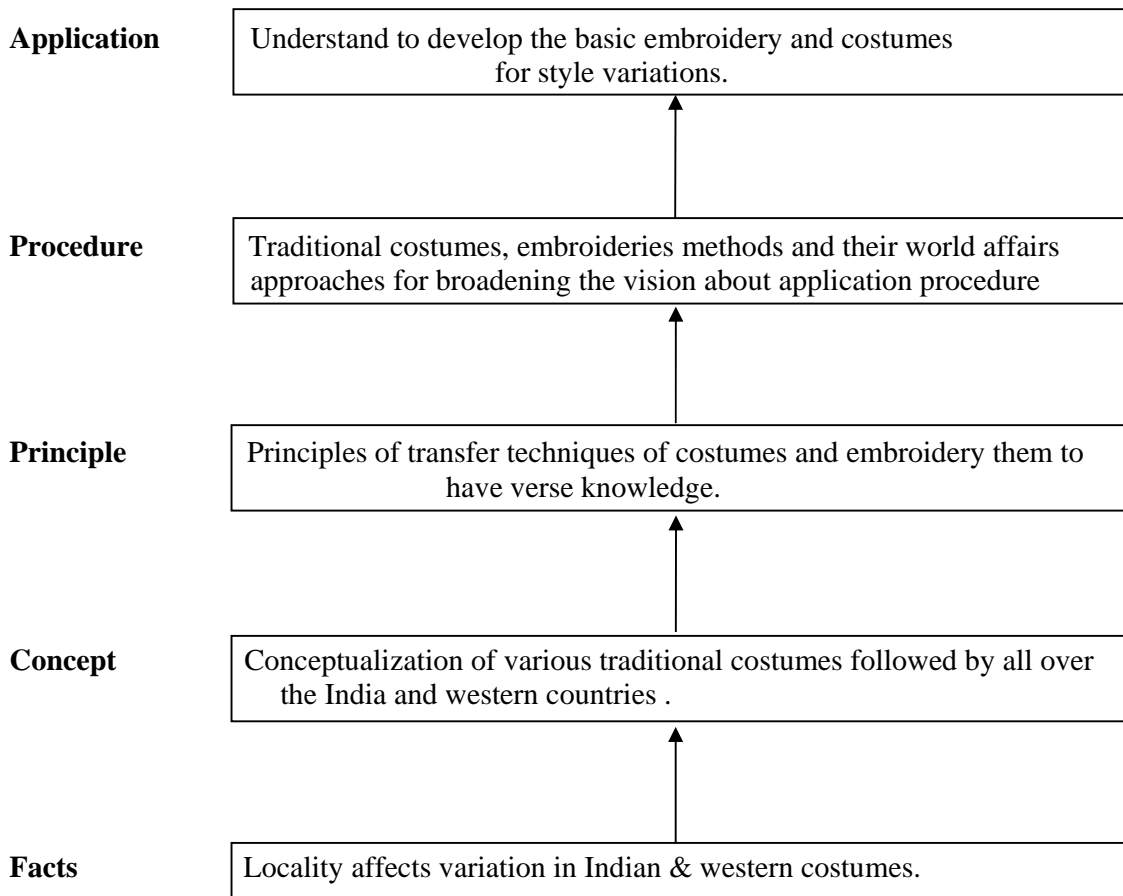 Application
Understand to develop the basic embroidery and costumes
for style variations.
Procedure
Traditional costumes, embroideries methods and their world affairs
approaches for broadening the vision about application procedure
Principle
Principles of transfer techniques of costumes and embroidery them to
have verse knowledge.
Concept
Conceptualization of various traditional costumes followed by all over
the India and western countries .
Facts
Locality affects variation in Indian & western costumes.